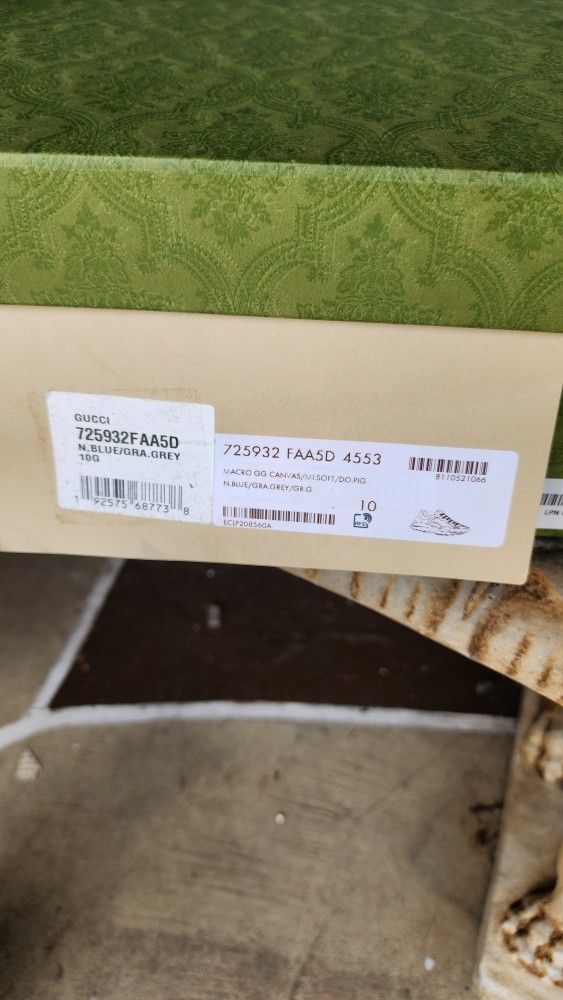 GUCCI
725932FAA5D
N.BLUE/GRA.GREY
10G
1 92575 68773 8
725932 FAA5D 4553
MACRO GG CANVAS/MI.SOFT/DO.PIG
N.BLUE/GRA.GREY/GR.G
8110521066
10
ECLP208560A
LPN